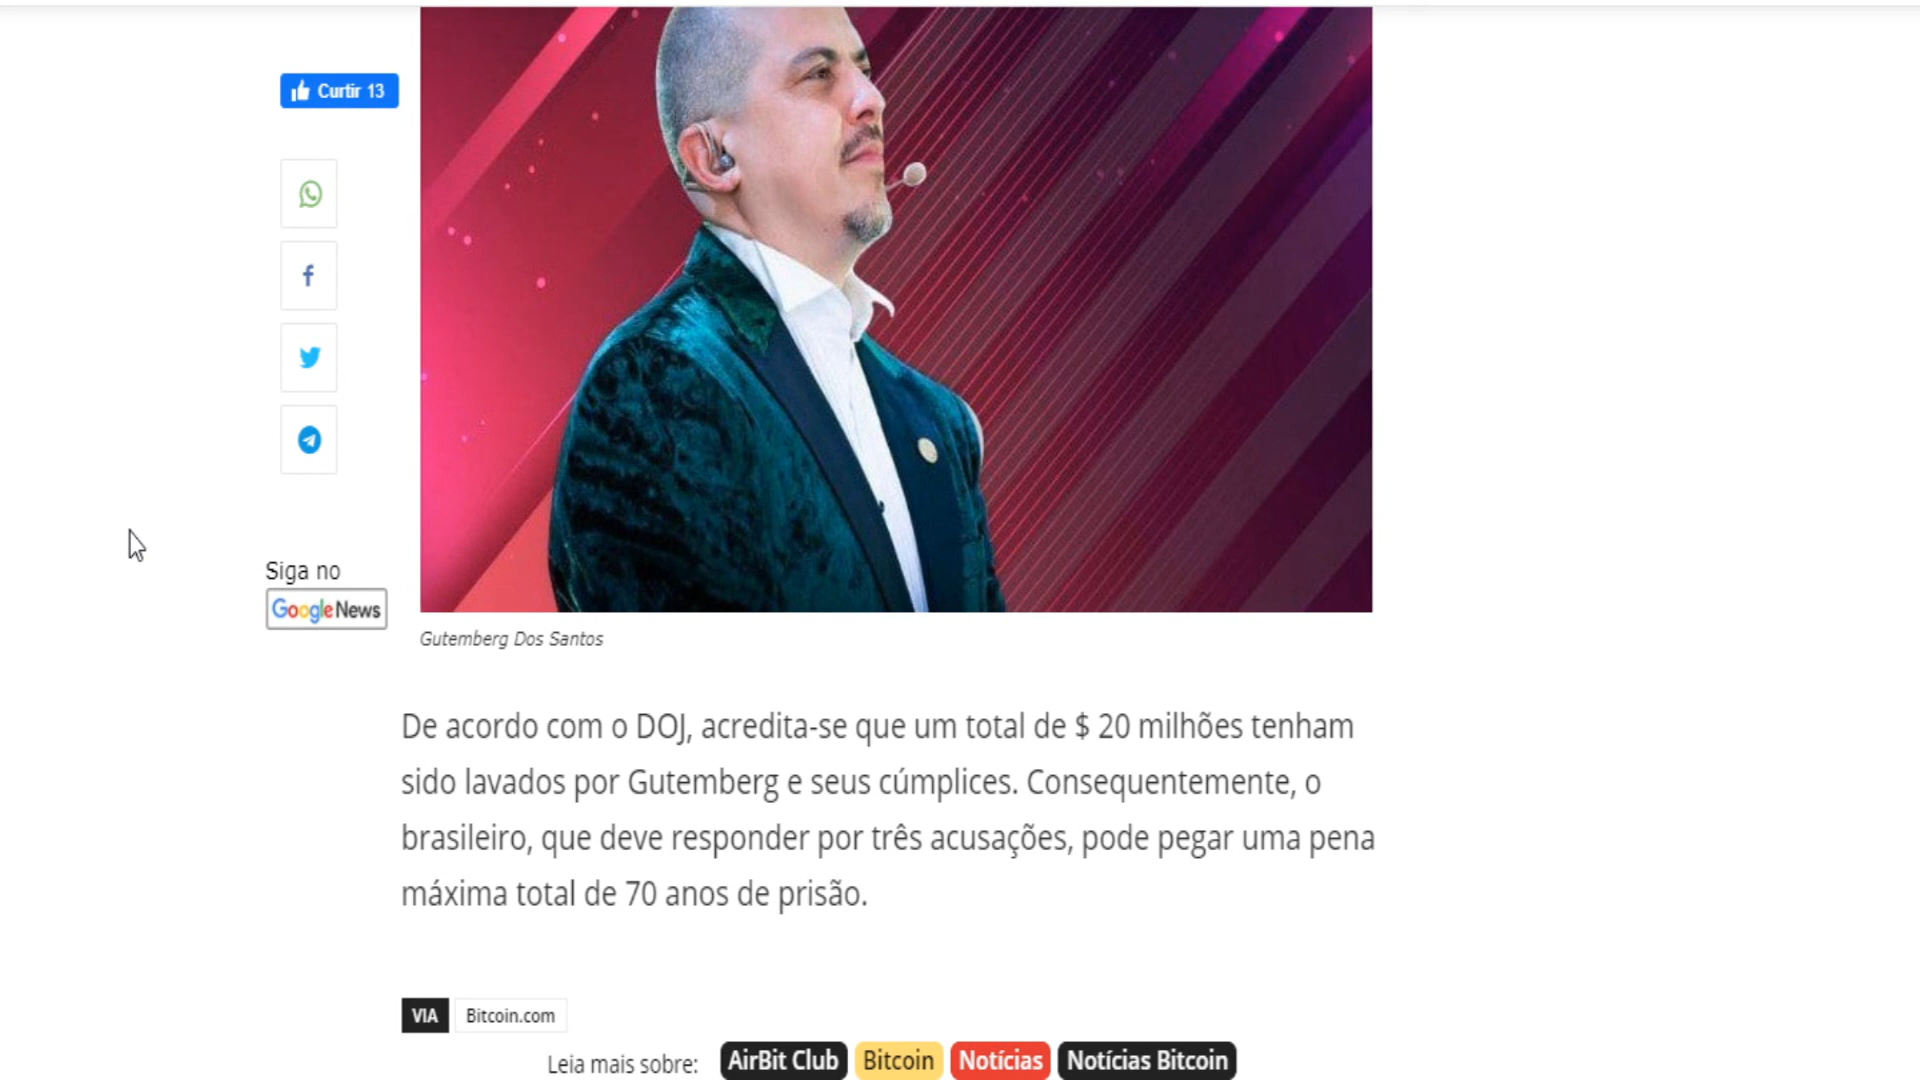 Curtir 13
Siga no
Google News
Gutemberg Dos Santos
De acordo com o DOJ, acredita-se que um total de $ 20 milhões tenham
sido lavados por Gutemberg e seus cúmplices. Consequentemente, o
brasileiro, que deve responder por três acusações, pode pegar uma pena
máxima total de 70 anos de prisão.
VIA Bitcoin.com
Leia mais sobre: AirBit Club Bitcoin Notícias Notícias Bitcoin